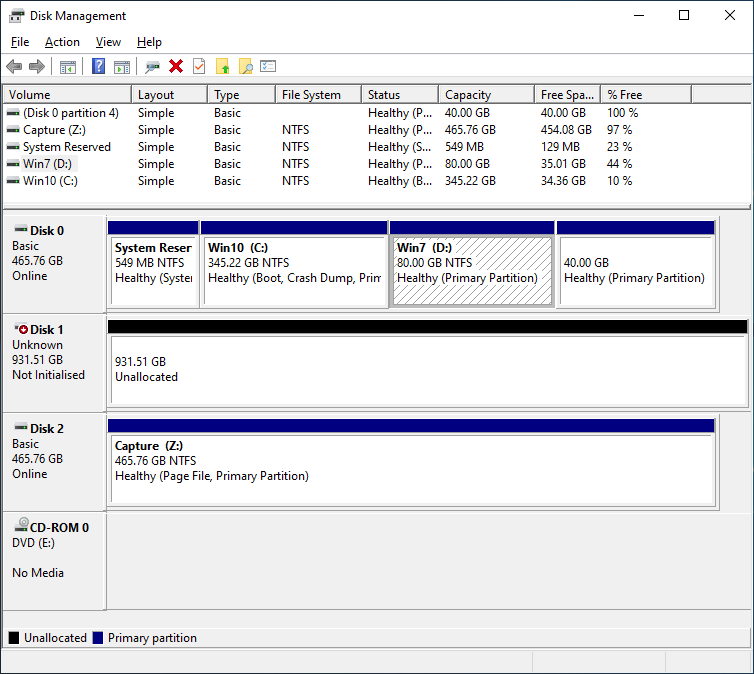 Disk Management
File Action View Help
Volume Layout Type File System Status Capacity Free Spa... % Free
(Disk 0 partition 4) Simple Basic Healthy (P... 40.00 GB 40.00 GB 100 %
Capture (Z:) Simple Basic NTFS Healthy (P... 465.76 GB 454.08 GB 97 %
System Reserved Simple Basic NTFS Healthy (S... 549 MB 129 MB 23 %
Win7 (D:) Simple Basic NTFS Healthy (P... 80.00 GB 35.01 GB 44 %
Win10 (C:) Simple Basic NTFS Healthy (B... 345.22 GB 34.36 GB 10 %
Disk 0
Basic
465.76 GB
Online
System Reser
549 MB NTFS
Healthy (Syster
Win10 (C:)
345.22 GB NTFS
Healthy (Boot, Crash Dump, Prim
Win7 (D:)
80.00 GB NTFS
Healthy (Primary Partition)
40.00 GB
Healthy (Primary Partition)
Disk 1
Unknown
931.51 GB
Not Initialised
931.51 GB
Unallocated
Disk 2
Basic
465.76 GB
Online
Capture (Z:)
465.76 GB NTFS
Healthy (Page File, Primary Partition)
CD-ROM 0
DVD (E:)
No Media
Unallocated Primary partition